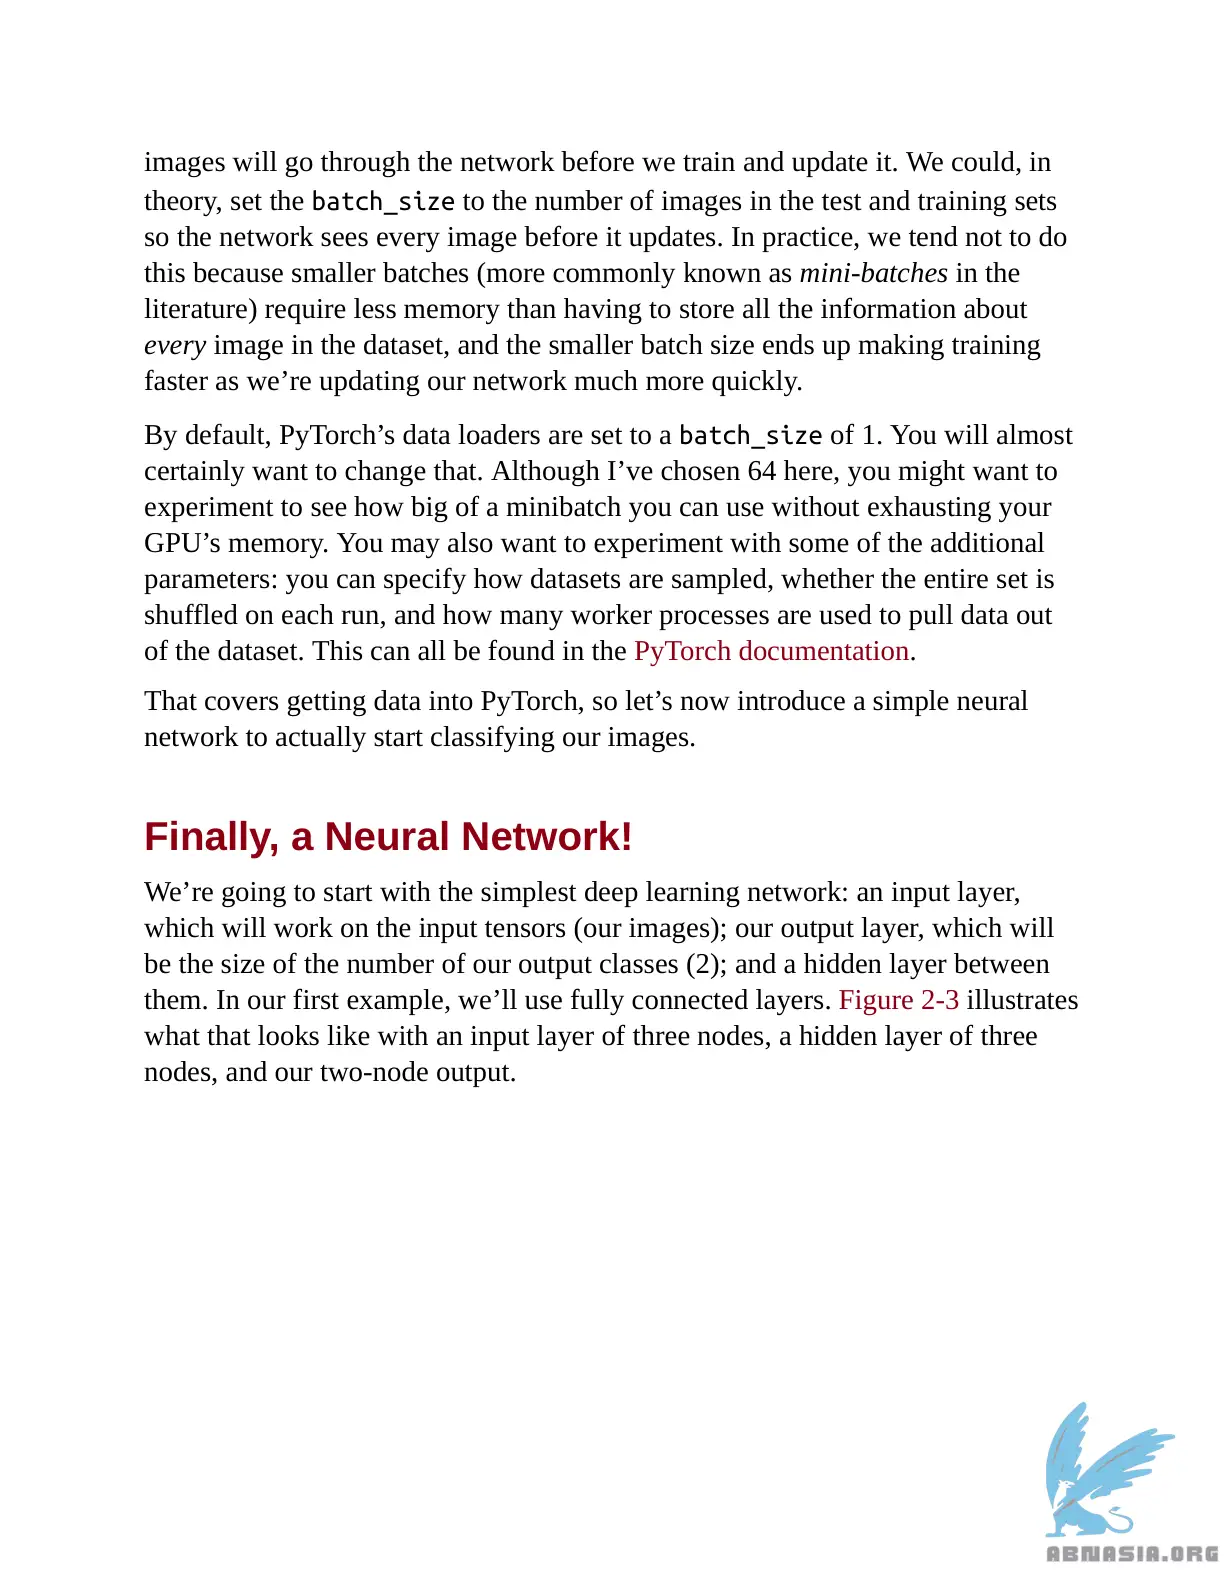 images will go through the network before we train and update it. We could, in
theory, set the batch_size to the number of images in the test and training sets
so the network sees every image before it updates. In practice, we tend not to do
this because smaller batches (more commonly known as mini-batches in the
literature) require less memory than having to store all the information about
every image in the dataset, and the smaller batch size ends up making training
faster as we’re updating our network much more quickly.
By default, PyTorch’s data loaders are set to a batch_size of 1. You will almost
certainly want to change that. Although I’ve chosen 64 here, you might want to
experiment to see how big of a minibatch you can use without exhausting your
GPU’s memory. You may also want to experiment with some of the additional
parameters: you can specify how datasets are sampled, whether the entire set is
shuffled on each run, and how many worker processes are used to pull data out
of the dataset. This can all be found in the PyTorch documentation.
That covers getting data into PyTorch, so let’s now introduce a simple neural
network to actually start classifying our images.
Finally, a Neural Network!
We’re going to start with the simplest deep learning network: an input layer,
which will work on the input tensors (our images); our output layer, which will
be the size of the number of our output classes (2); and a hidden layer between
them. In our first example, we’ll use fully connected layers. Figure 2-3 illustrates
what that looks like with an input layer of three nodes, a hidden layer of three
nodes, and our two-node output.
ABNASIA.ORG